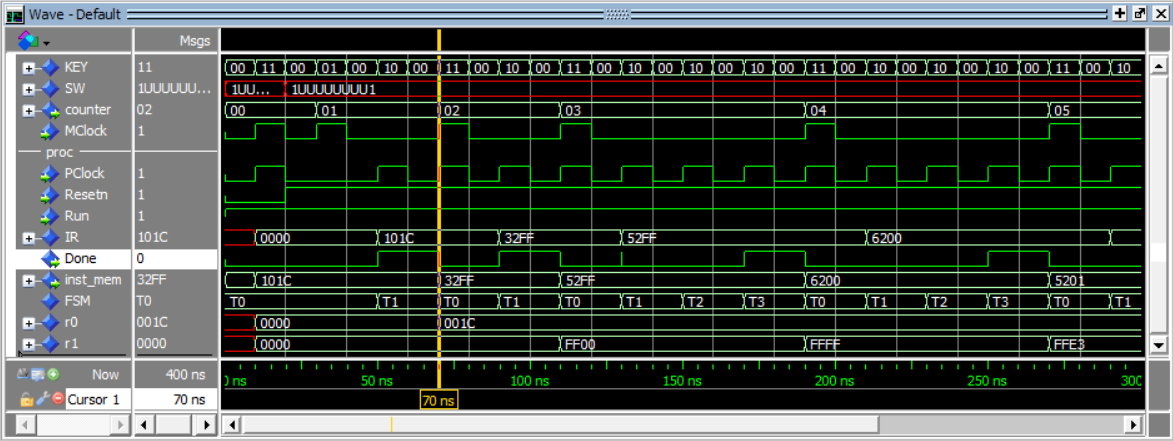 Wave - Default
Msgs
KEY 11 00 11 00 01 00 10 00 11 00 10 00 11 00 10 00 10 00 11 00 10 00 10 00 10 00 11 00 10
SW 1UUUUUU... 1UU... 1UUUUUUUU1
counter 02 00 01 02 03 04 05
MClock 1
proc
PClock 1
Resetn 1
Run 1
IR 101C 0000 101C 32FF 52FF 6200
Done 0
inst_mem 32FF 101C 32FF 52FF 6200 5201
FSM T0 T0 T1 T0 T1 T0 T1 T2 T3 T0 T1 T2 T3 T0 T1
r0 001C 0000 001C
r1 0000 0000 FF00 FFFF FFE3
Now 400 ns ns 50 ns 100 ns 150 ns 200 ns 250 ns 300
Cursor 1 70 ns 70 ns